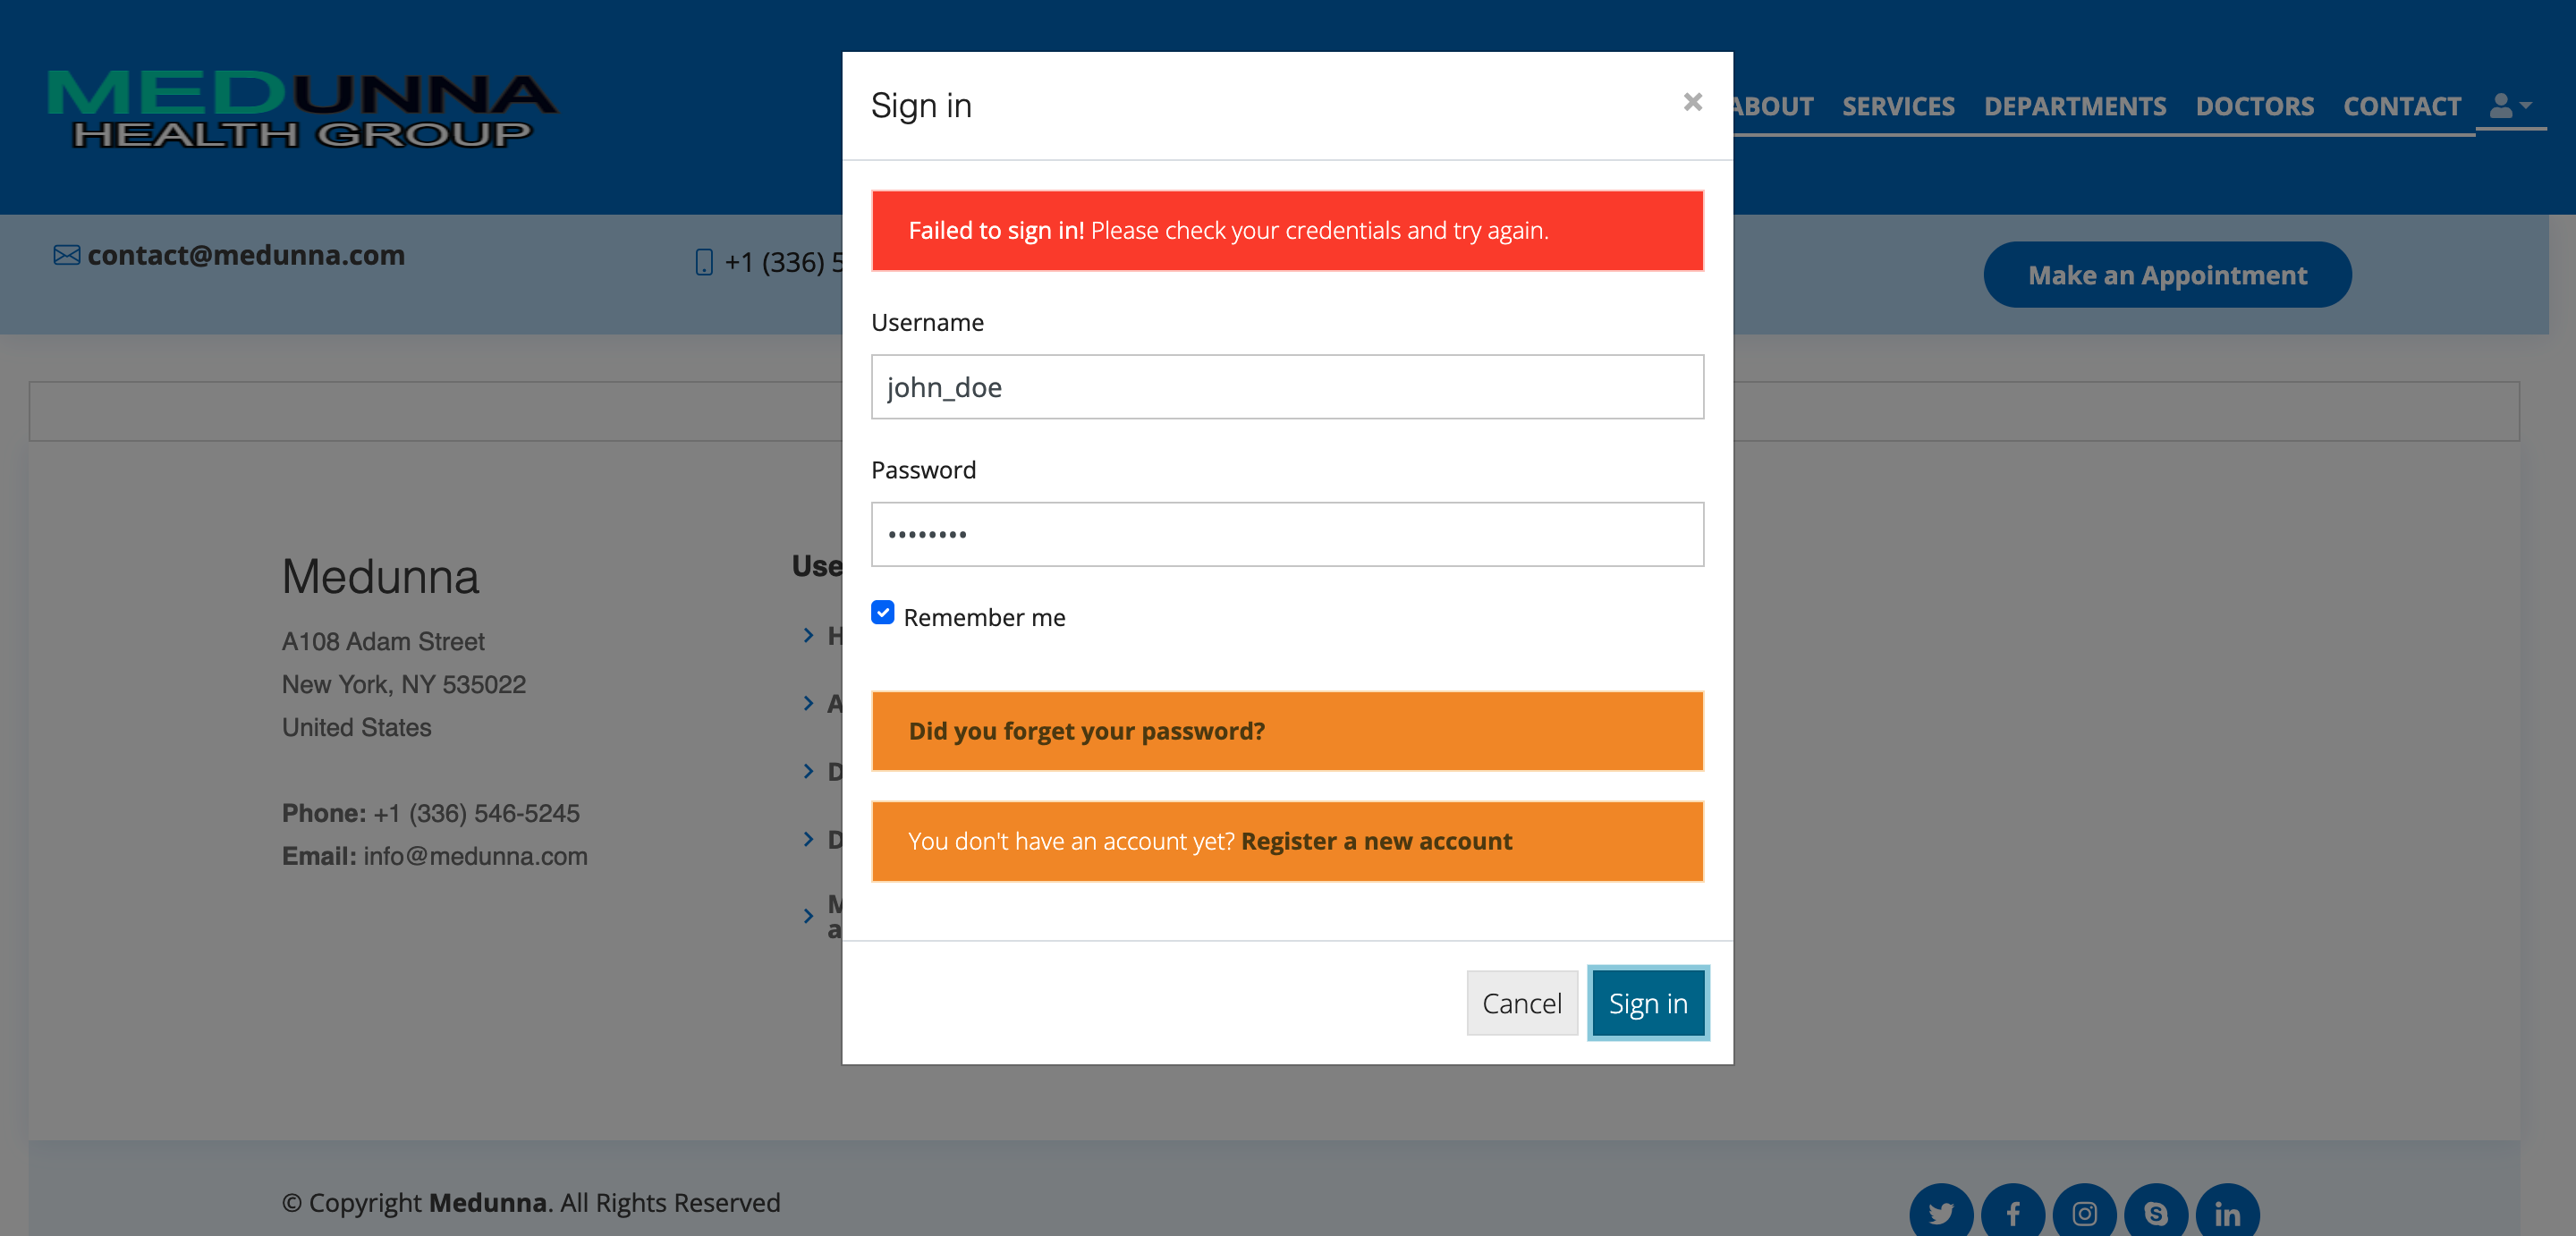 MEDUNNA
HEALTH GROUP
ABOUT SERVICES DEPARTMENTS DOCTORS CONTACT
contact@medunna.com
+1 (336) 5
Make an Appointment
Sign in
×
Failed to sign in! Please check your credentials and try again.
Username
john_doe
Password
••••••••
Remember me
Did you forget your password?
You don't have an account yet? Register a new account
Cancel
Sign in
Medunna
A108 Adam Street
New York, NY 535022
United States
Phone: +1 (336) 546-5245
Email: info@medunna.com
Use
H
A
D
D
M
a
© Copyright Medunna. All Rights Reserved